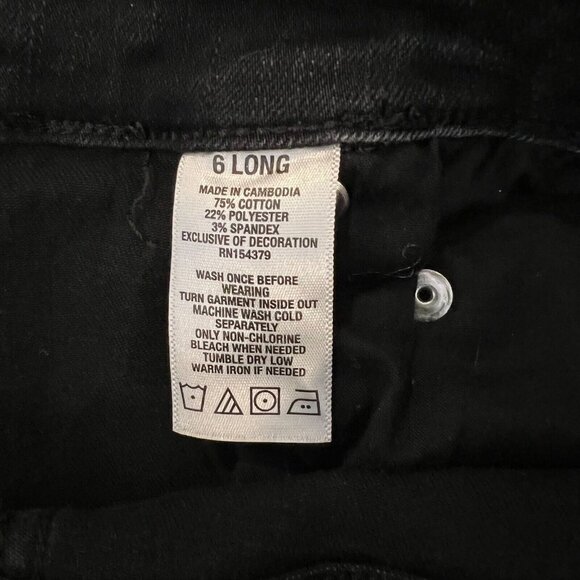 6 LONG
MADE IN CAMBODIA
75% COTTON
22% POLYESTER
3% SPANDEX
EXCLUSIVE OF DECORATION
RN154379
WASH ONCE BEFORE
WEARING
TURN GARMENT INSIDE OUT
MACHINE WASH COLD
SEPARATELY
ONLY NON-CHLORINE
BLEACH WHEN NEEDED
TUMBLE DRY LOW
WARM IRON IF NEEDED